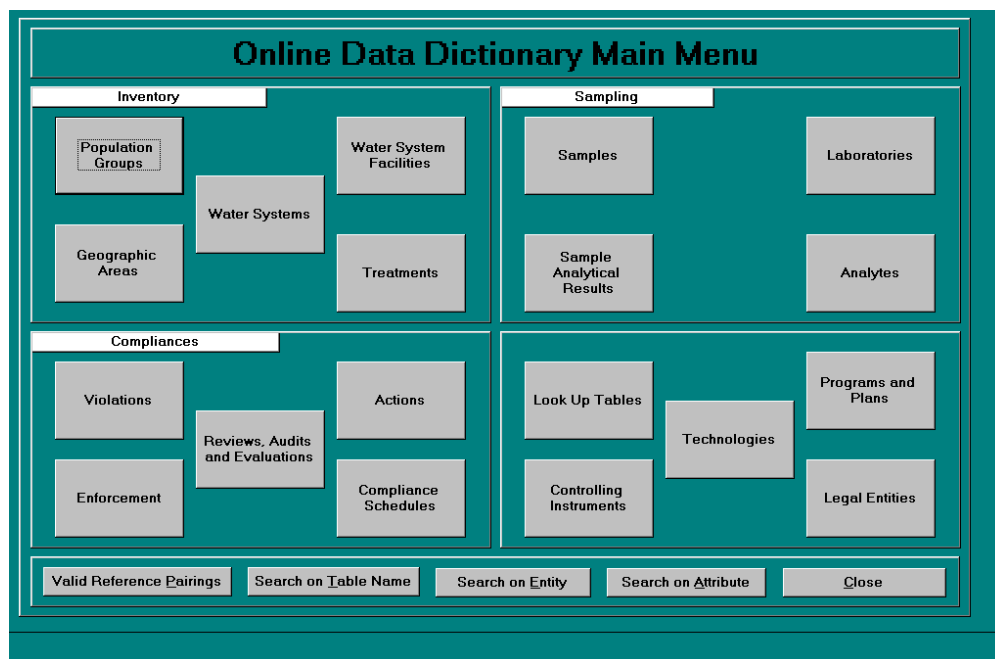 Online Data Dictionary Main Menu
Inventory
Population
Groups
Water System
Facilities
Water Systems
Geographic
Areas
Treatments
Sampling
Samples
Laboratories
Sample
Analytical
Results
Analytes
Compliances
Violations
Actions
Reviews, Audits
and Evaluations
Enforcement
Compliance
Schedules
Look Up Tables
Programs and
Plans
Technologies
Controlling
Instruments
Legal Entities
Valid Reference Pairings
Search on Table Name
Search on Entity
Search on Attribute
Close